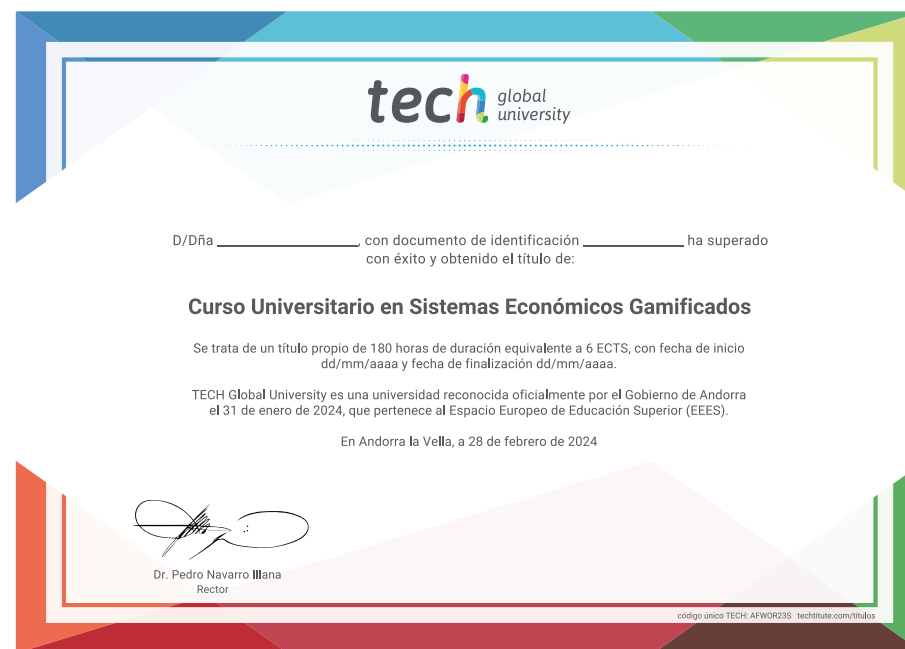 tech global university
D/Dña ____________________, con documento de identificación ______________ ha superado
con éxito y obtenido el título de:
Curso Universitario en Sistemas Económicos Gamificados
Se trata de un título propio de 180 horas de duración equivalente a 6 ECTS, con fecha de inicio
dd/mm/aaaa y fecha de finalización dd/mm/aaaa.
TECH Global University es una universidad reconocida oficialmente por el Gobierno de Andorra
el 31 de enero de 2024, que pertenece al Espacio Europeo de Educación Superior (EEES).
En Andorra la Vella, a 28 de febrero de 2024
Dr. Pedro Navarro Illana
Rector
código único TECH: AFWOR23S techtitute.com/titulos